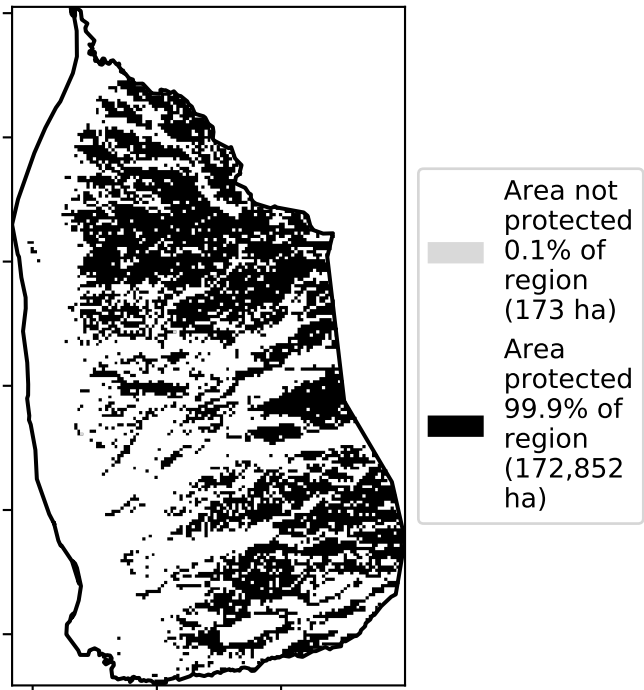 Area not
protected
0.1% of
region
(173 ha)
Area
protected
99.9% of
region
(172,852
ha)